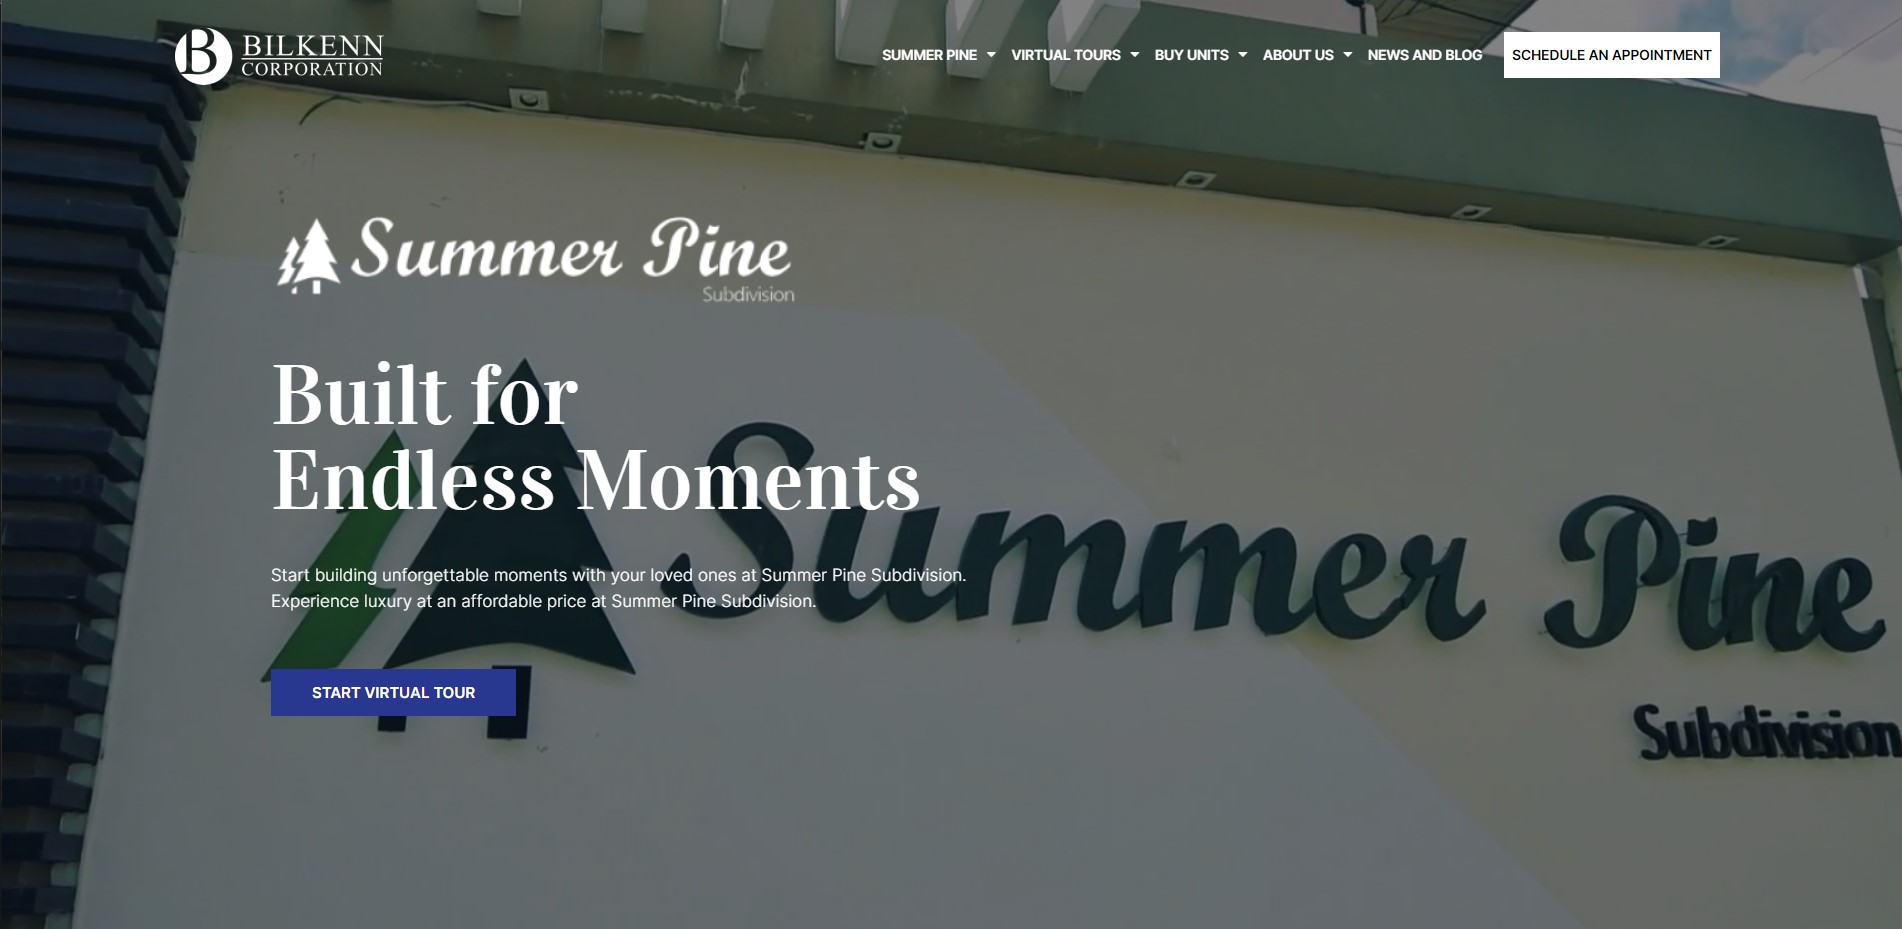 BILKENN
CORPORATION
SUMMER PINE
VIRTUAL TOURS
BUY UNITS
ABOUT US
NEWS AND BLOG
SCHEDULE AN APPOINTMENT
Summer Pine
Subdivision
Built for
Endless Moments
Start building unforgettable moments with your loved ones at Summer Pine Subdivision.
Experience luxury at an affordable price at Summer Pine Subdivision.
START VIRTUAL TOUR
Summer Pine
Subdivision